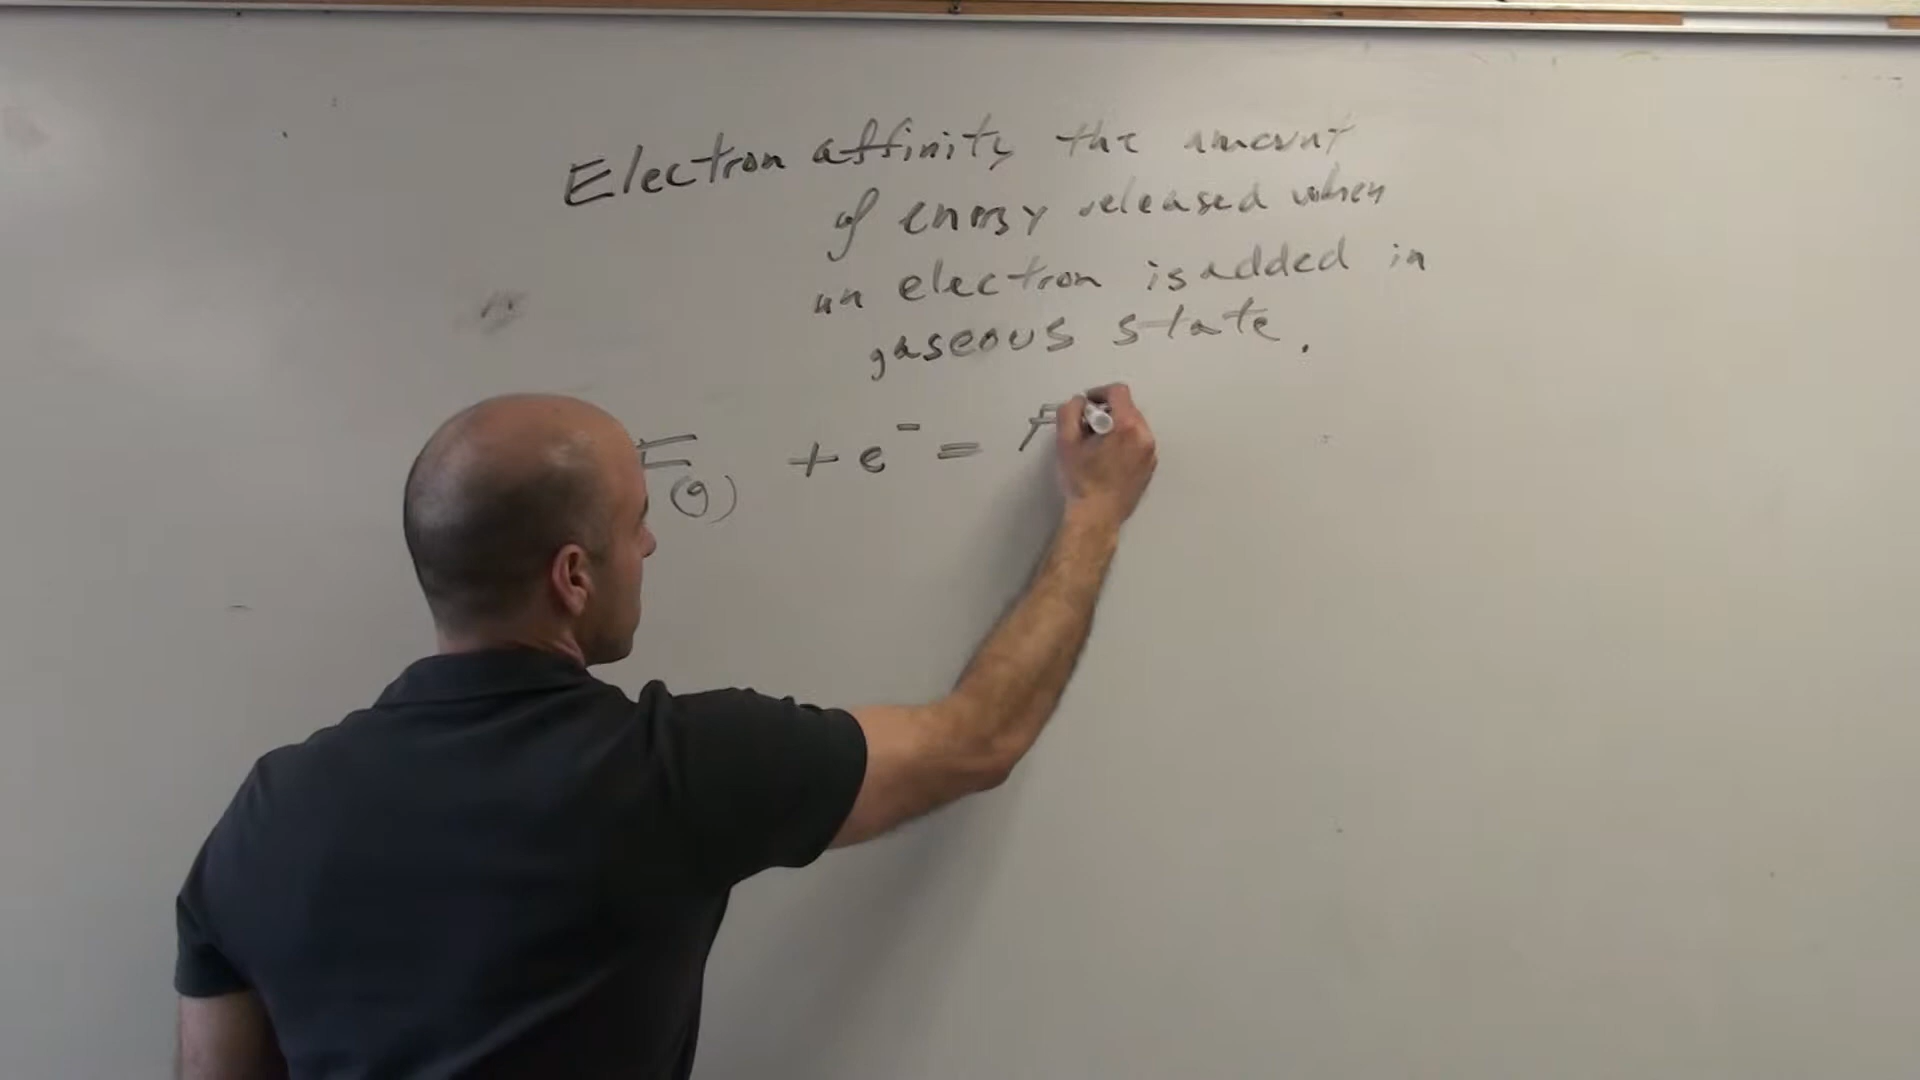 Electron affinity the amount
of energy released when
an electron is added in
gaseous state.
F(g) + e⁻ = F